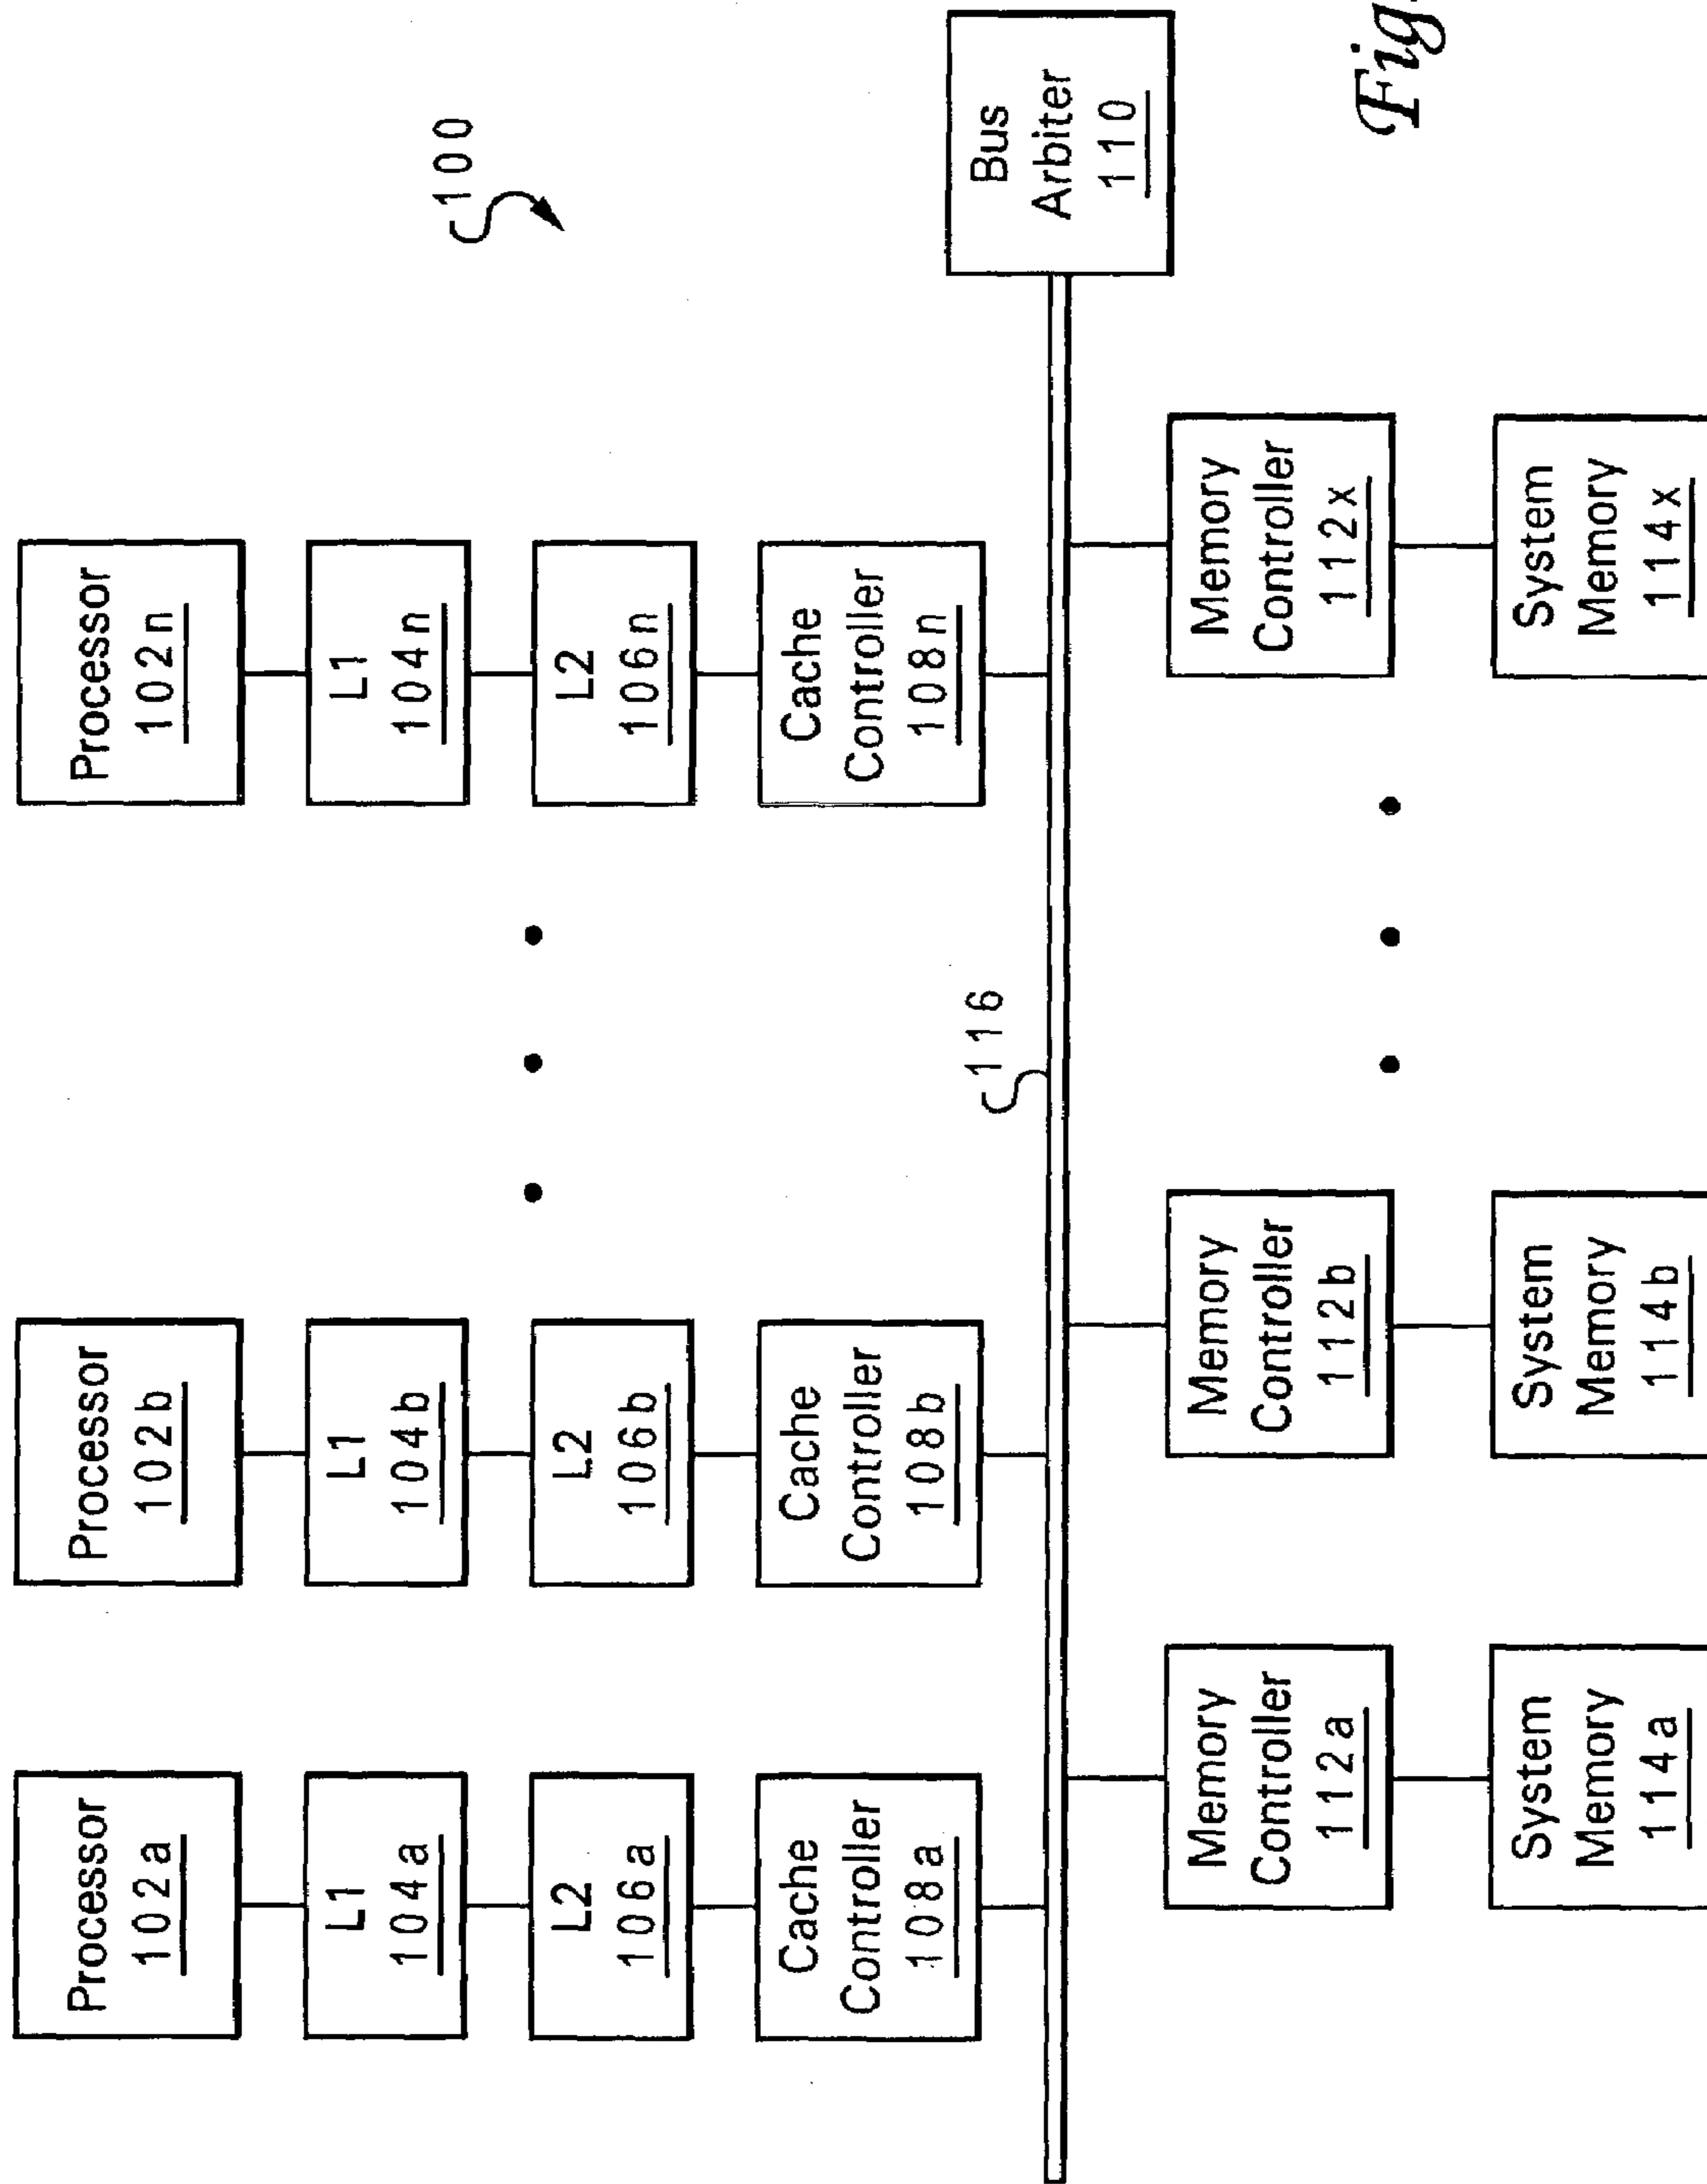 100
Processor
102a
Processor
102b
Processor
102n
L1
104a
L1
104b
L1
104n
L2
106a
L2
106b
L2
106n
Cache
Controller
108a
Cache
Controller
108b
Cache
Controller
108n
116
Bus
Arbiter
110
Memory
Controller
112a
Memory
Controller
112b
Memory
Controller
112x
System
Memory
114a
System
Memory
114b
System
Memory
114x
Fig.